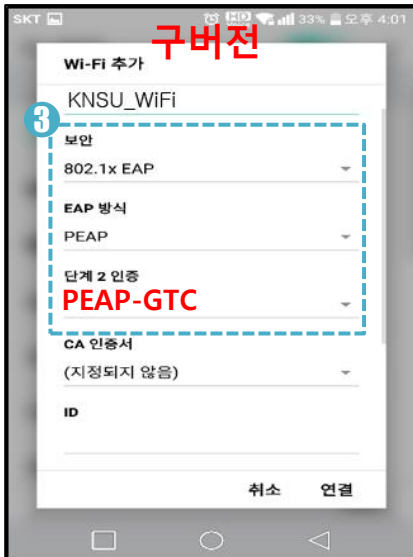 SKT HD 33% 오후 4:01
구버전
Wi-Fi 추가
KNSU_WiFi
3
보안
802.1x EAP
EAP 방식
PEAP
단계 2 인증
PEAP-GTC
CA 인증서
(지정되지 않음)
ID
취소 연결